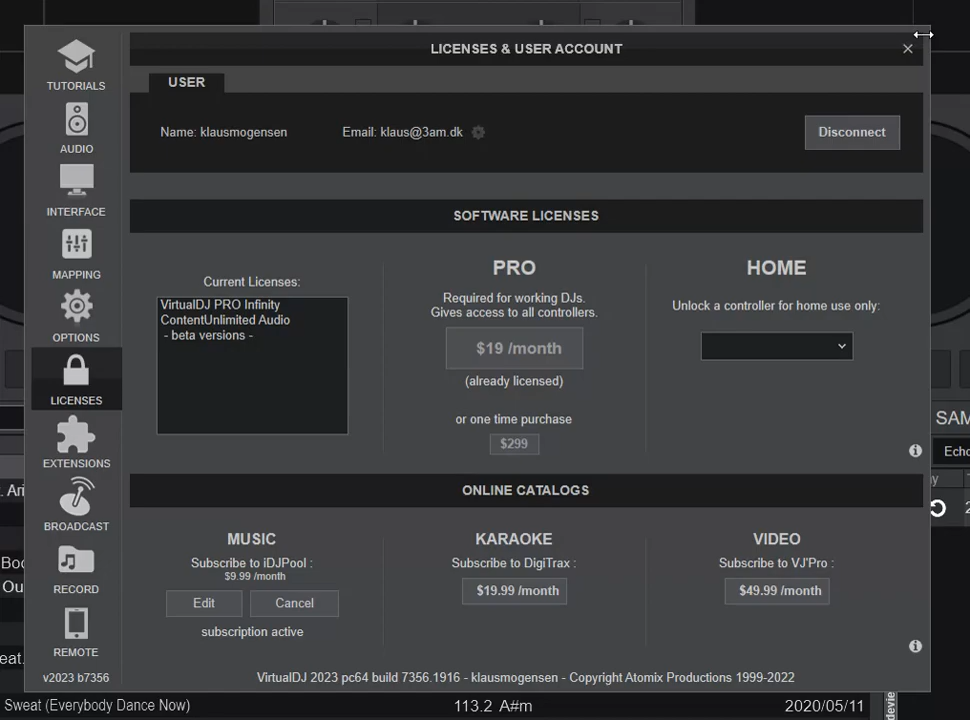 LICENSES & USER ACCOUNT
TUTORIALS
AUDIO
INTERFACE
MAPPING
OPTIONS
LICENSES
EXTENSIONS
BROADCAST
RECORD
REMOTE
v2023 b7356
USER
Name: klausmogensen
Email: klaus@3am.dk
Disconnect
SOFTWARE LICENSES
Current Licenses:
VirtualDJ PRO Infinity
ContentUnlimited Audio
- beta versions -
PRO
Required for working DJs.
Gives access to all controllers.
$19 /month
(already licensed)
or one time purchase
$299
HOME
Unlock a controller for home use only:
ONLINE CATALOGS
MUSIC
Subscribe to iDJPool :
$9.99 /month
Edit
Cancel
subscription active
KARAOKE
Subscribe to DigiTrax :
$19.99 /month
VIDEO
Subscribe to VJ'Pro :
$49.99 /month
VirtualDJ 2023 pc64 build 7356.1916 - klausmogensen - Copyright Atomix Productions 1999-2022
SAM
Echo
. Ari
Boo
Ou
eat.
Sweat (Everybody Dance Now)
113.2 A#m
2020/05/11